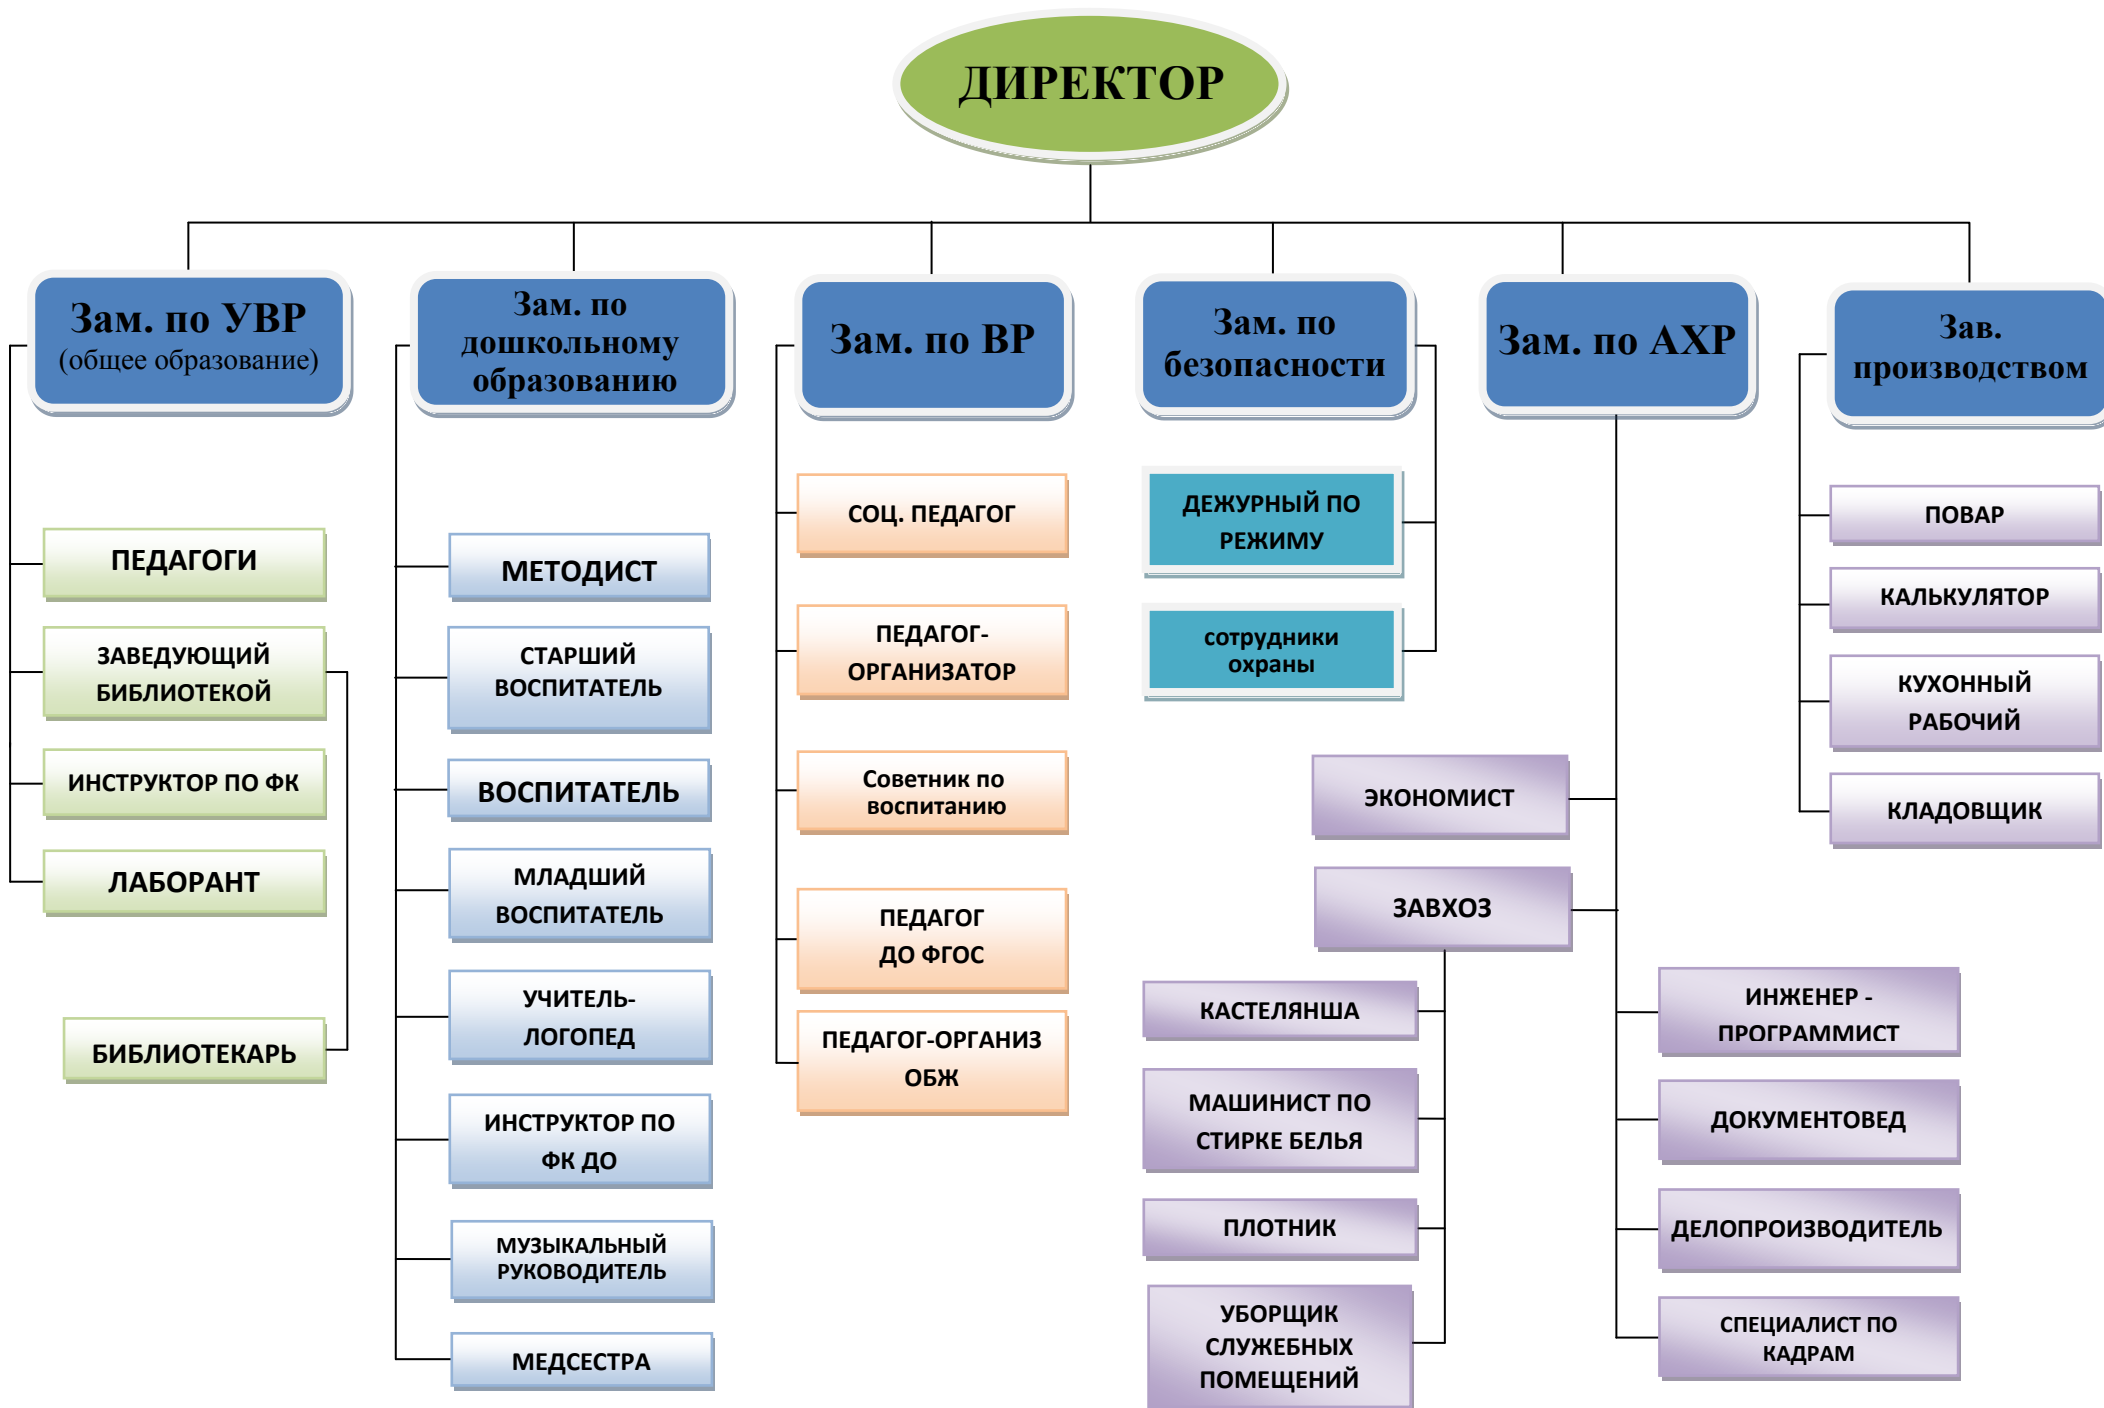 ДИРЕКТОР
Зам. по УВР
(общее образование)
ПЕДАГОГИ
ЗАВЕДУЮЩИЙ
БИБЛИОТЕКОЙ
ИНСТРУКТОР ПО ФК
ЛАБОРАНТ
БИБЛИОТЕКАРЬ
Зам. по
дошкольному
образованию
МЕТОДИСТ
СТАРШИЙ
ВОСПИТАТЕЛЬ
ВОСПИТАТЕЛЬ
МЛАДШИЙ
ВОСПИТАТЕЛЬ
УЧИТЕЛЬ-
ЛОГОПЕД
ИНСТРУКТОР ПО
ФК ДО
МУЗЫКАЛЬНЫЙ
РУКОВОДИТЕЛЬ
МЕДСЕСТРА
Зам. по ВР
СОЦ. ПЕДАГОГ
ПЕДАГОГ-
ОРГАНИЗАТОР
Советник по
воспитанию
ПЕДАГОГ
ДО ФГОС
ПЕДАГОГ-ОРГАНИЗ
ОБЖ
Зам. по
безопасности
ДЕЖУРНЫЙ ПО
РЕЖИМУ
сотрудники
охраны
Зам. по АХР
ЭКОНОМИСТ
ЗАВХОЗ
КАСТЕЛЯНША
МАШИНИСТ ПО
СТИРКЕ БЕЛЬЯ
ПЛОТНИК
УБОРЩИК
СЛУЖЕБНЫХ
ПОМЕЩЕНИЙ
ИНЖЕНЕР -
ПРОГРАММИСТ
ДОКУМЕНТОВЕД
ДЕЛОПРОИЗВОДИТЕЛЬ
СПЕЦИАЛИСТ ПО
КАДРАМ
Зав.
производством
ПОВАР
КАЛЬКУЛЯТОР
КУХОННЫЙ
РАБОЧИЙ
КЛАДОВЩИК